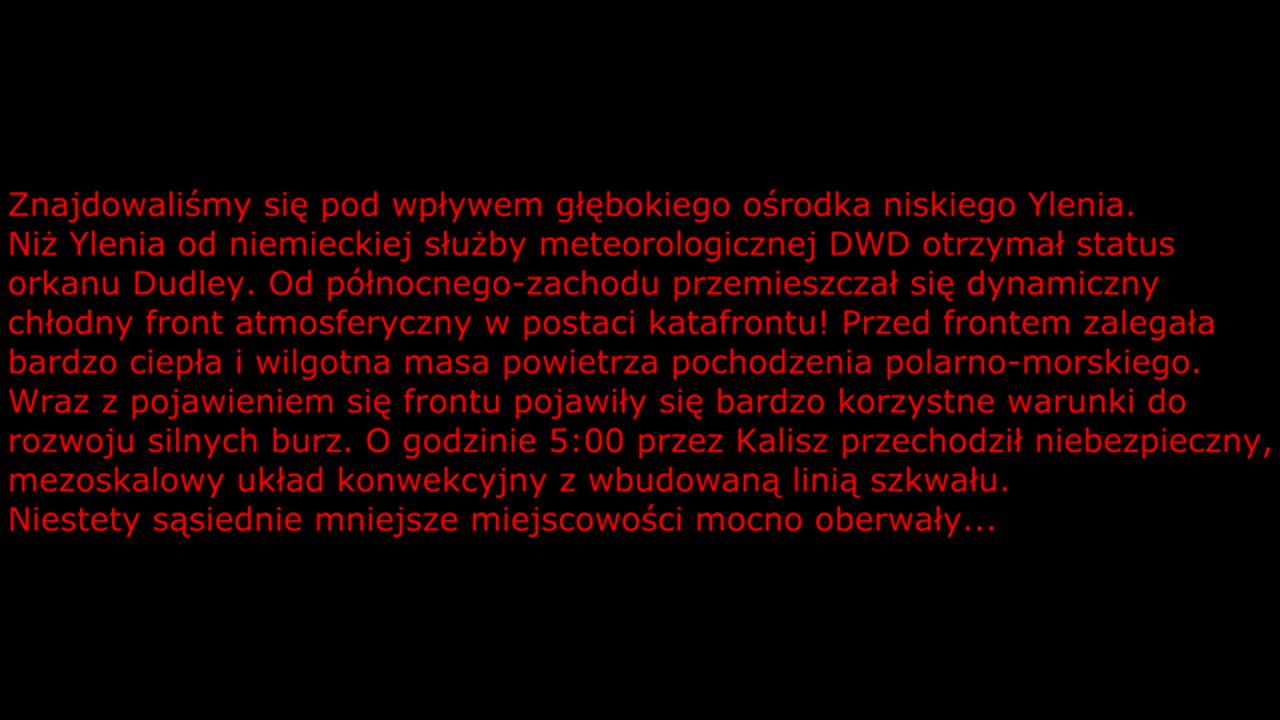 Znajdowaliśmy się pod wpływem głębokiego ośrodka niskiego Ylenia.
Niż Ylenia od niemieckiej służby meteorologicznej DWD otrzymał status
orkanu Dudley. Od północnego-zachodu przemieszczał się dynamiczny
chłodny front atmosferyczny w postaci katafrontu! Przed frontem zalegała
bardzo ciepła i wilgotna masa powietrza pochodzenia polarno-morskiego.
Wraz z pojawieniem się frontu pojawiły się bardzo korzystne warunki do
rozwoju silnych burz. O godzinie 5:00 przez Kalisz przechodził niebezpieczny,
mezoskalowy układ konwekcyjny z wbudowaną linią szkwału.
Niestety sąsiednie mniejsze miejscowości mocno oberwały...